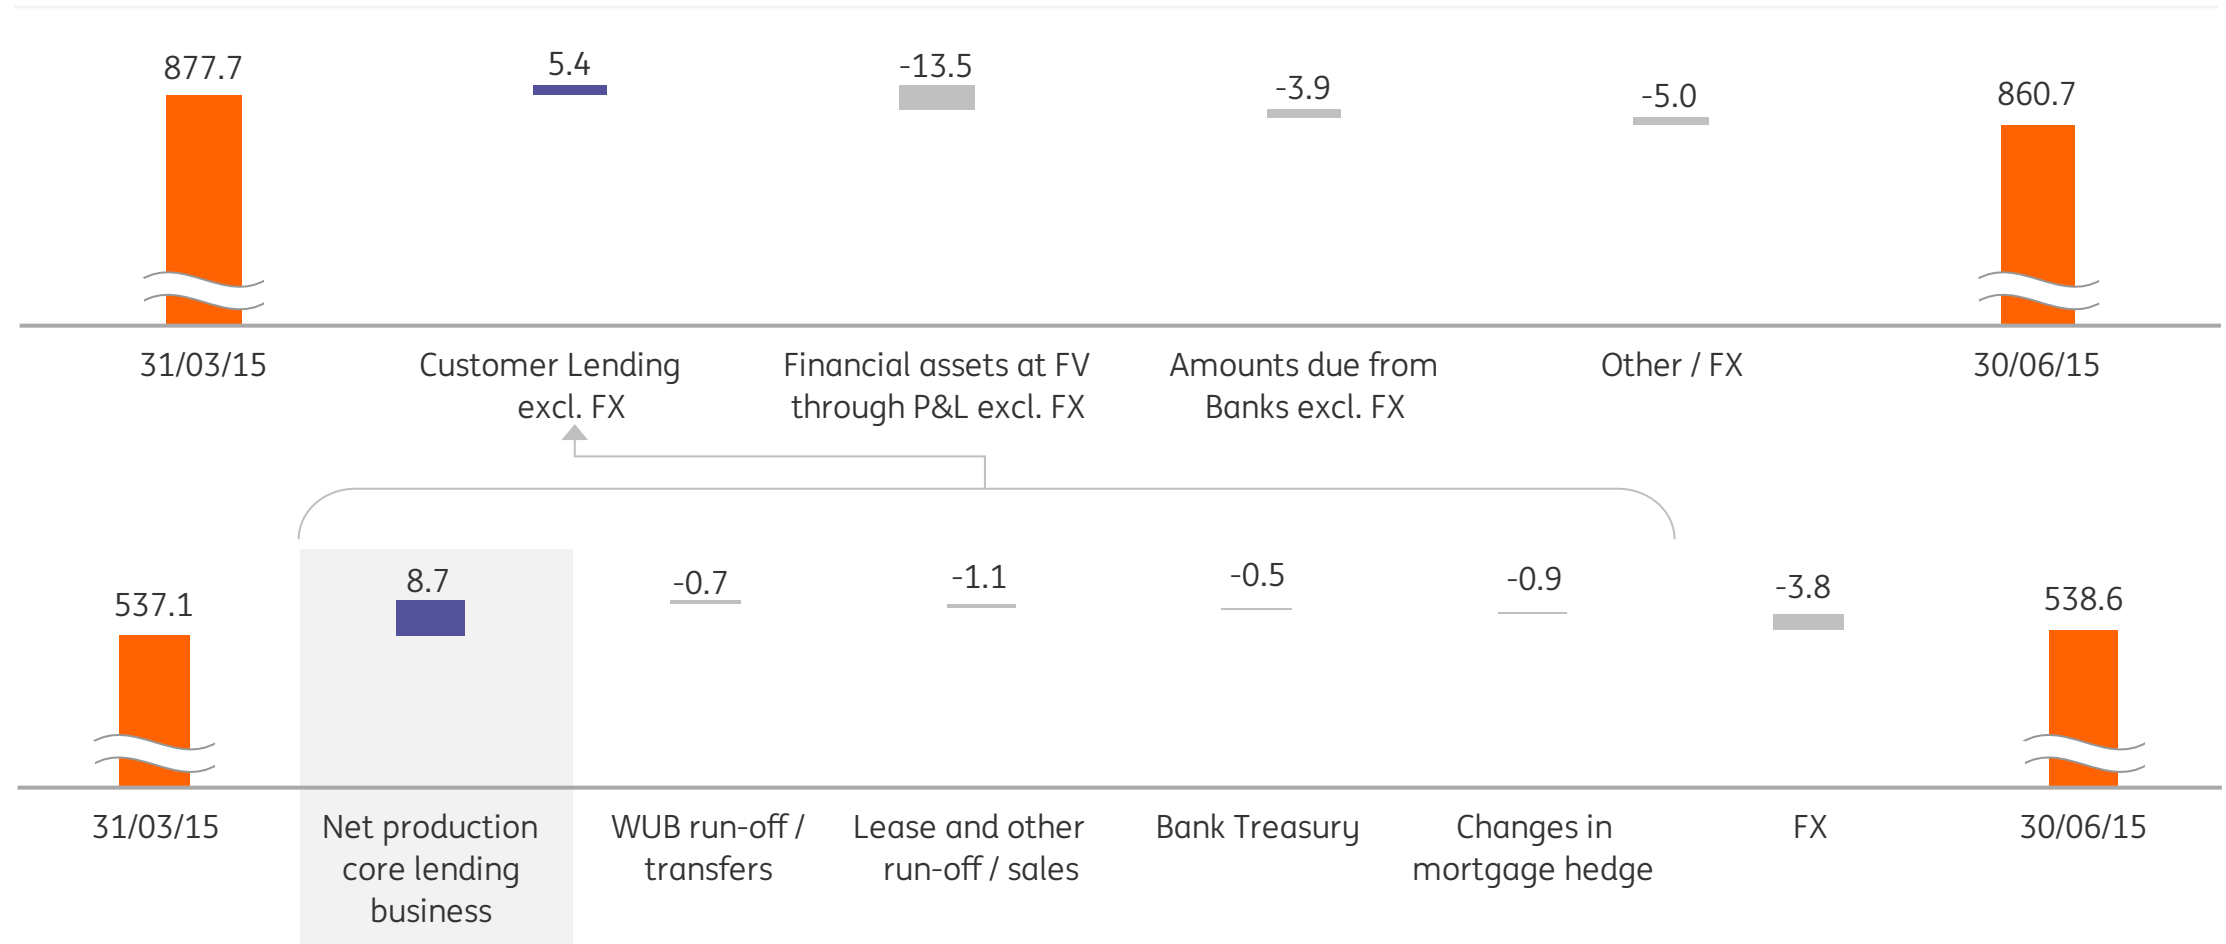 877.7
5.4
-13.5
-3.9
-5.0
860.7
31/03/15
Customer Lending
excl. FX
Financial assets at FV
through P&L excl. FX
Amounts due from
Banks excl. FX
Other / FX
30/06/15
537.1
8.7
-0.7
-1.1
-0.5
-0.9
-3.8
538.6
31/03/15
Net production
core lending
business
WUB run-off /
transfers
Lease and other
run-off / sales
Bank Treasury
Changes in
mortgage hedge
FX
30/06/15